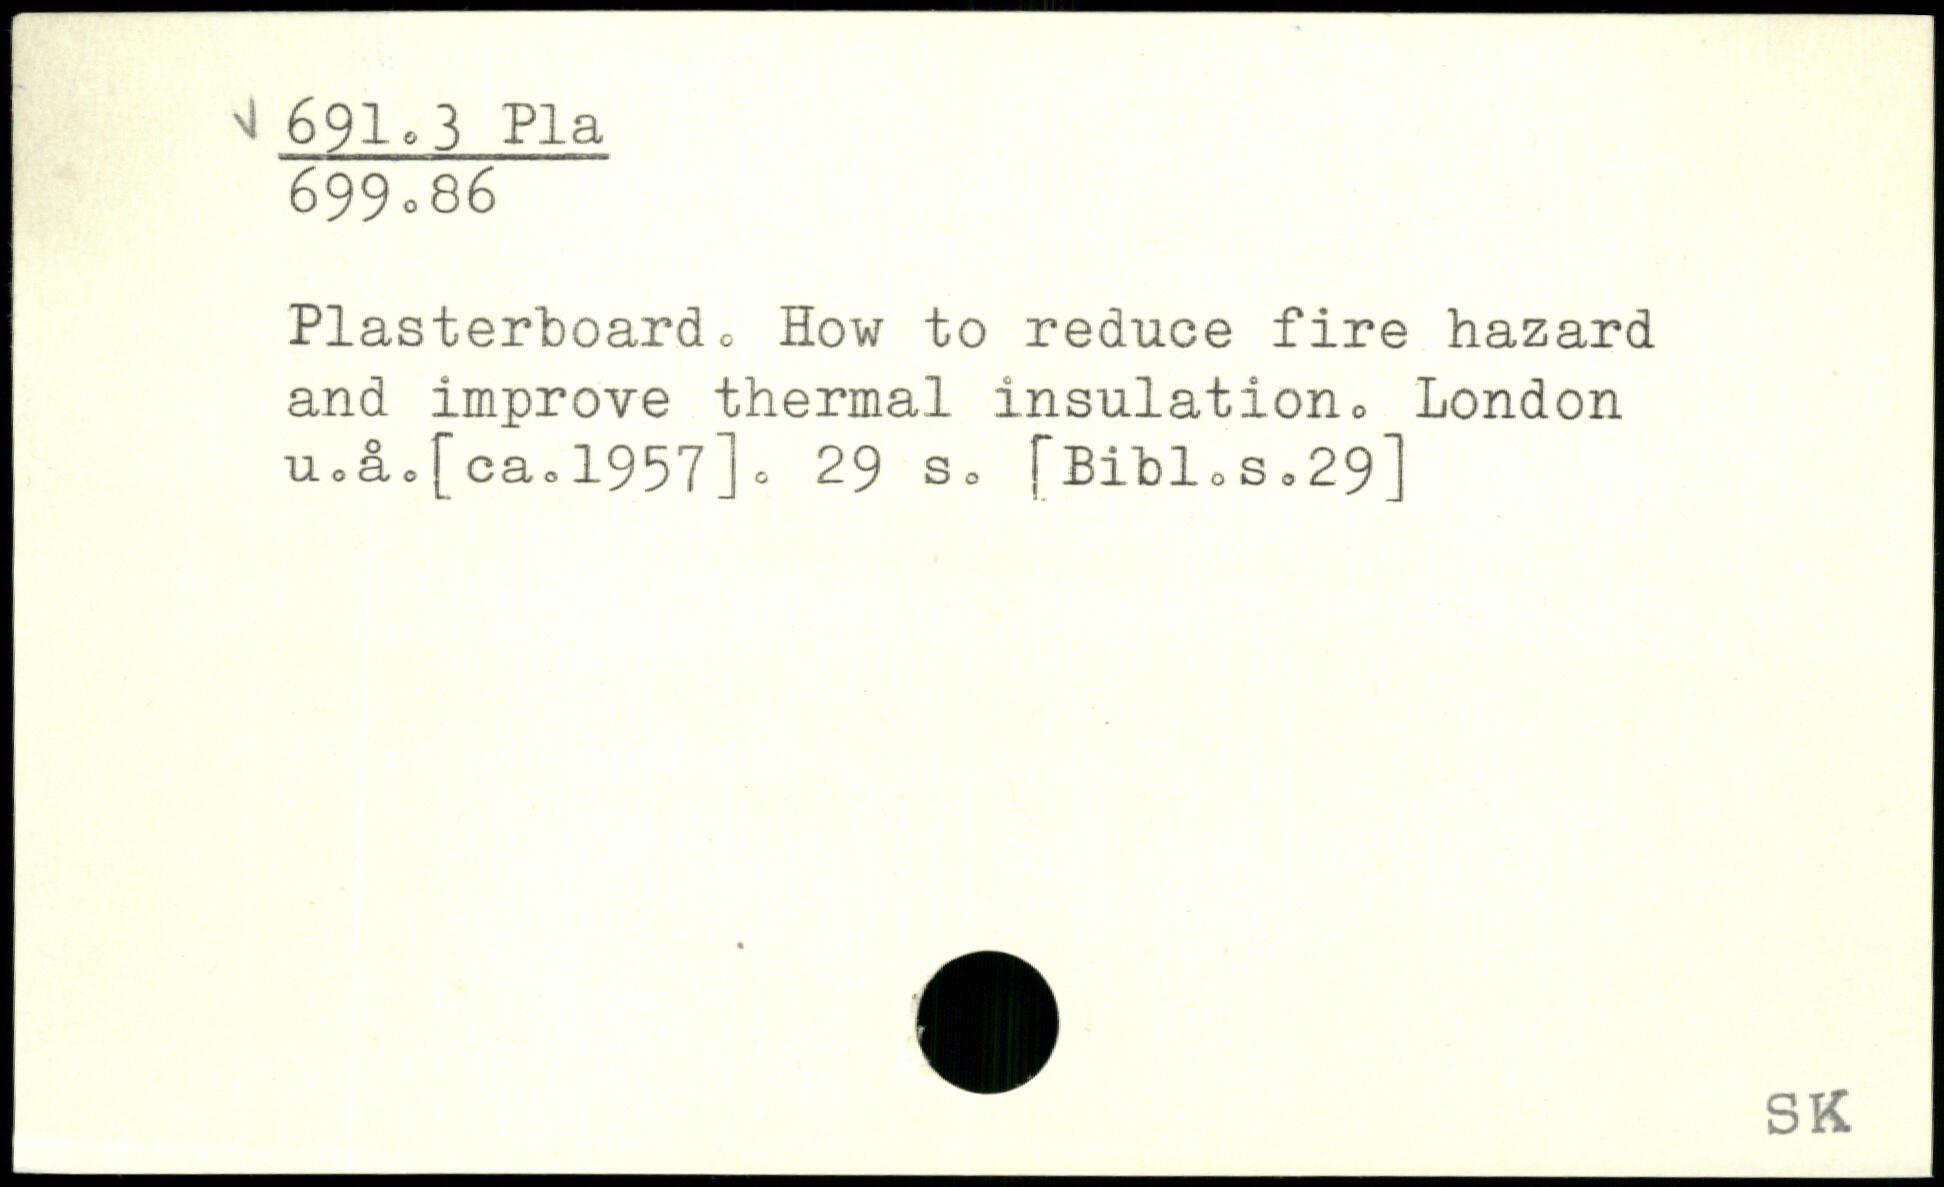 √ 691.3 Pla
699.86
Plasterboard. How to reduce fire hazard
and improve thermal insulation. London
u.å.[ca.1957]. 29 s. [Bibl.s.29]
SK